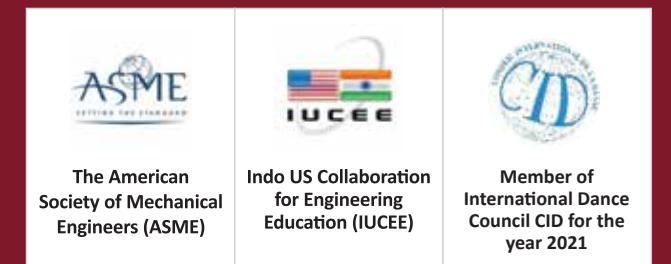 ASME
SETTING THE STANDARD
The American
Society of Mechanical
Engineers (ASME)
IUCEE
Indo US Collaboration
for Engineering
Education (IUCEE)
CID
Member of
International Dance
Council CID for the
year 2021